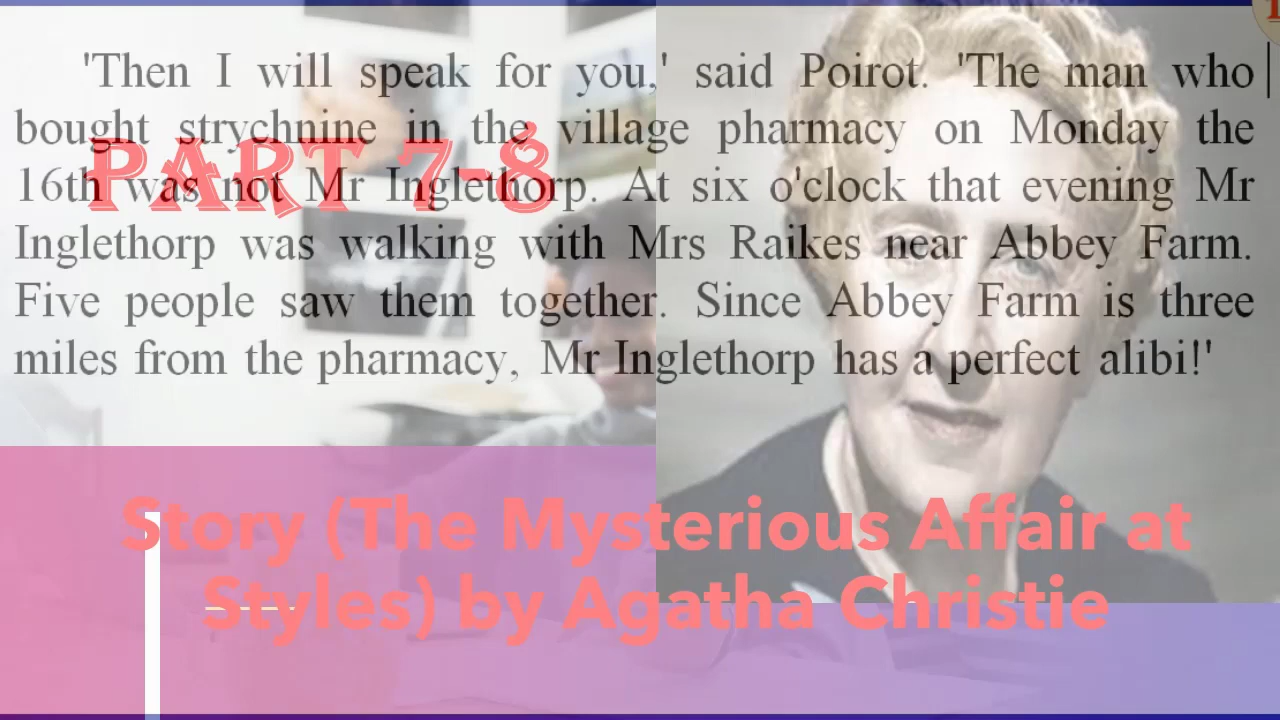 'Then I will speak for you,' said Poirot. 'The man who
bought strychnine in the village pharmacy on Monday the
16th was not Mr Inglethorp. At six o'clock that evening Mr
Inglethorp was walking with Mrs Raikes near Abbey Farm.
Five people saw them together. Since Abbey Farm is three
miles from the pharmacy, Mr Inglethorp has a perfect alibi!'
PART 7-8
Story (The Mysterious Affair at
Styles) by Agatha Christie